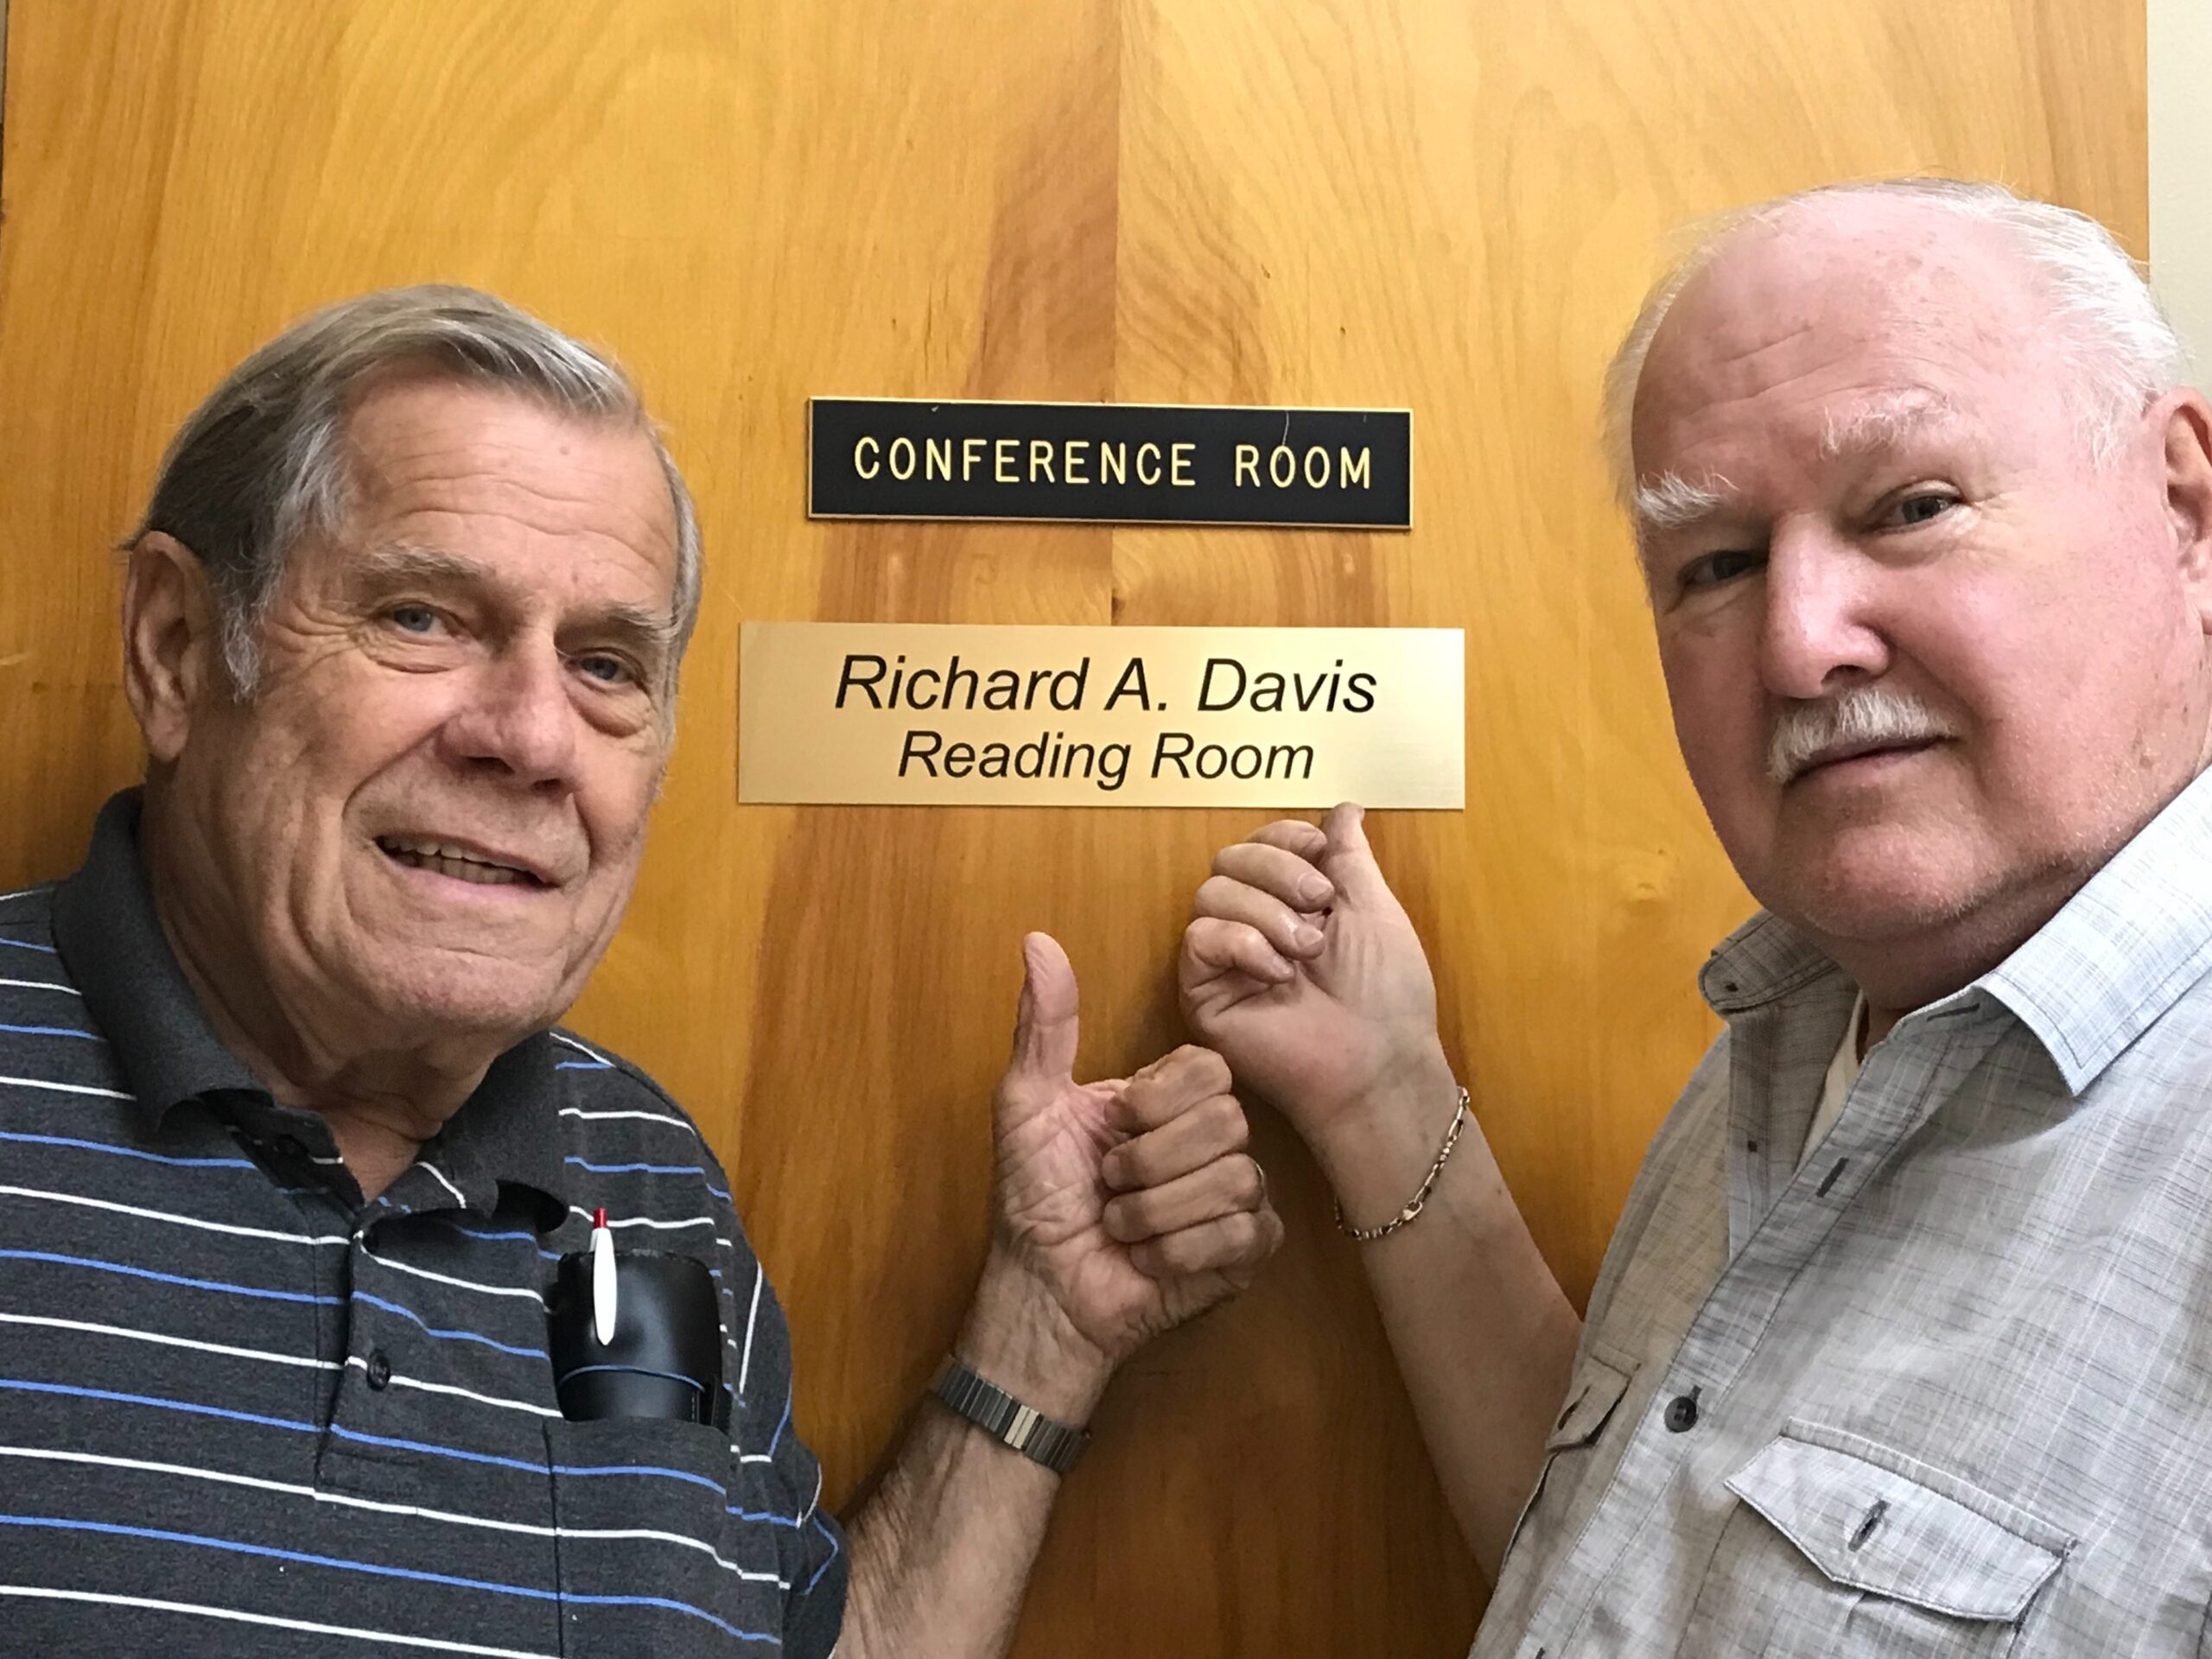 CONFERENCE ROOM
Richard A. Davis
Reading Room